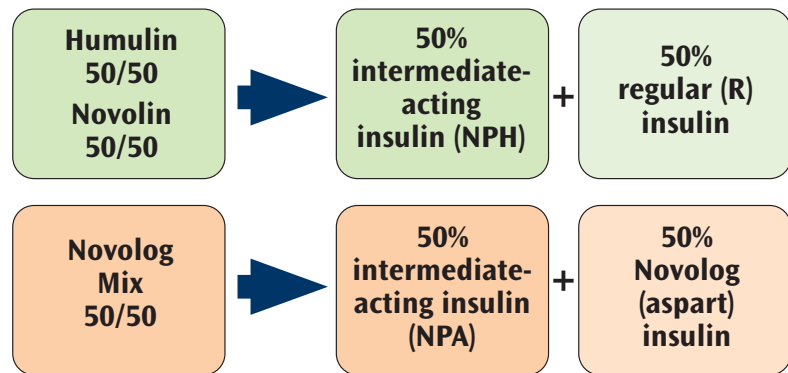 Humulin
50/50
Novolin
50/50
50%
intermediate-
acting
insulin (NPH)
+
50%
regular (R)
insulin
Novolog
Mix
50/50
50%
intermediate-
acting insulin
(NPA)
+
50%
Novolog
(aspart)
insulin